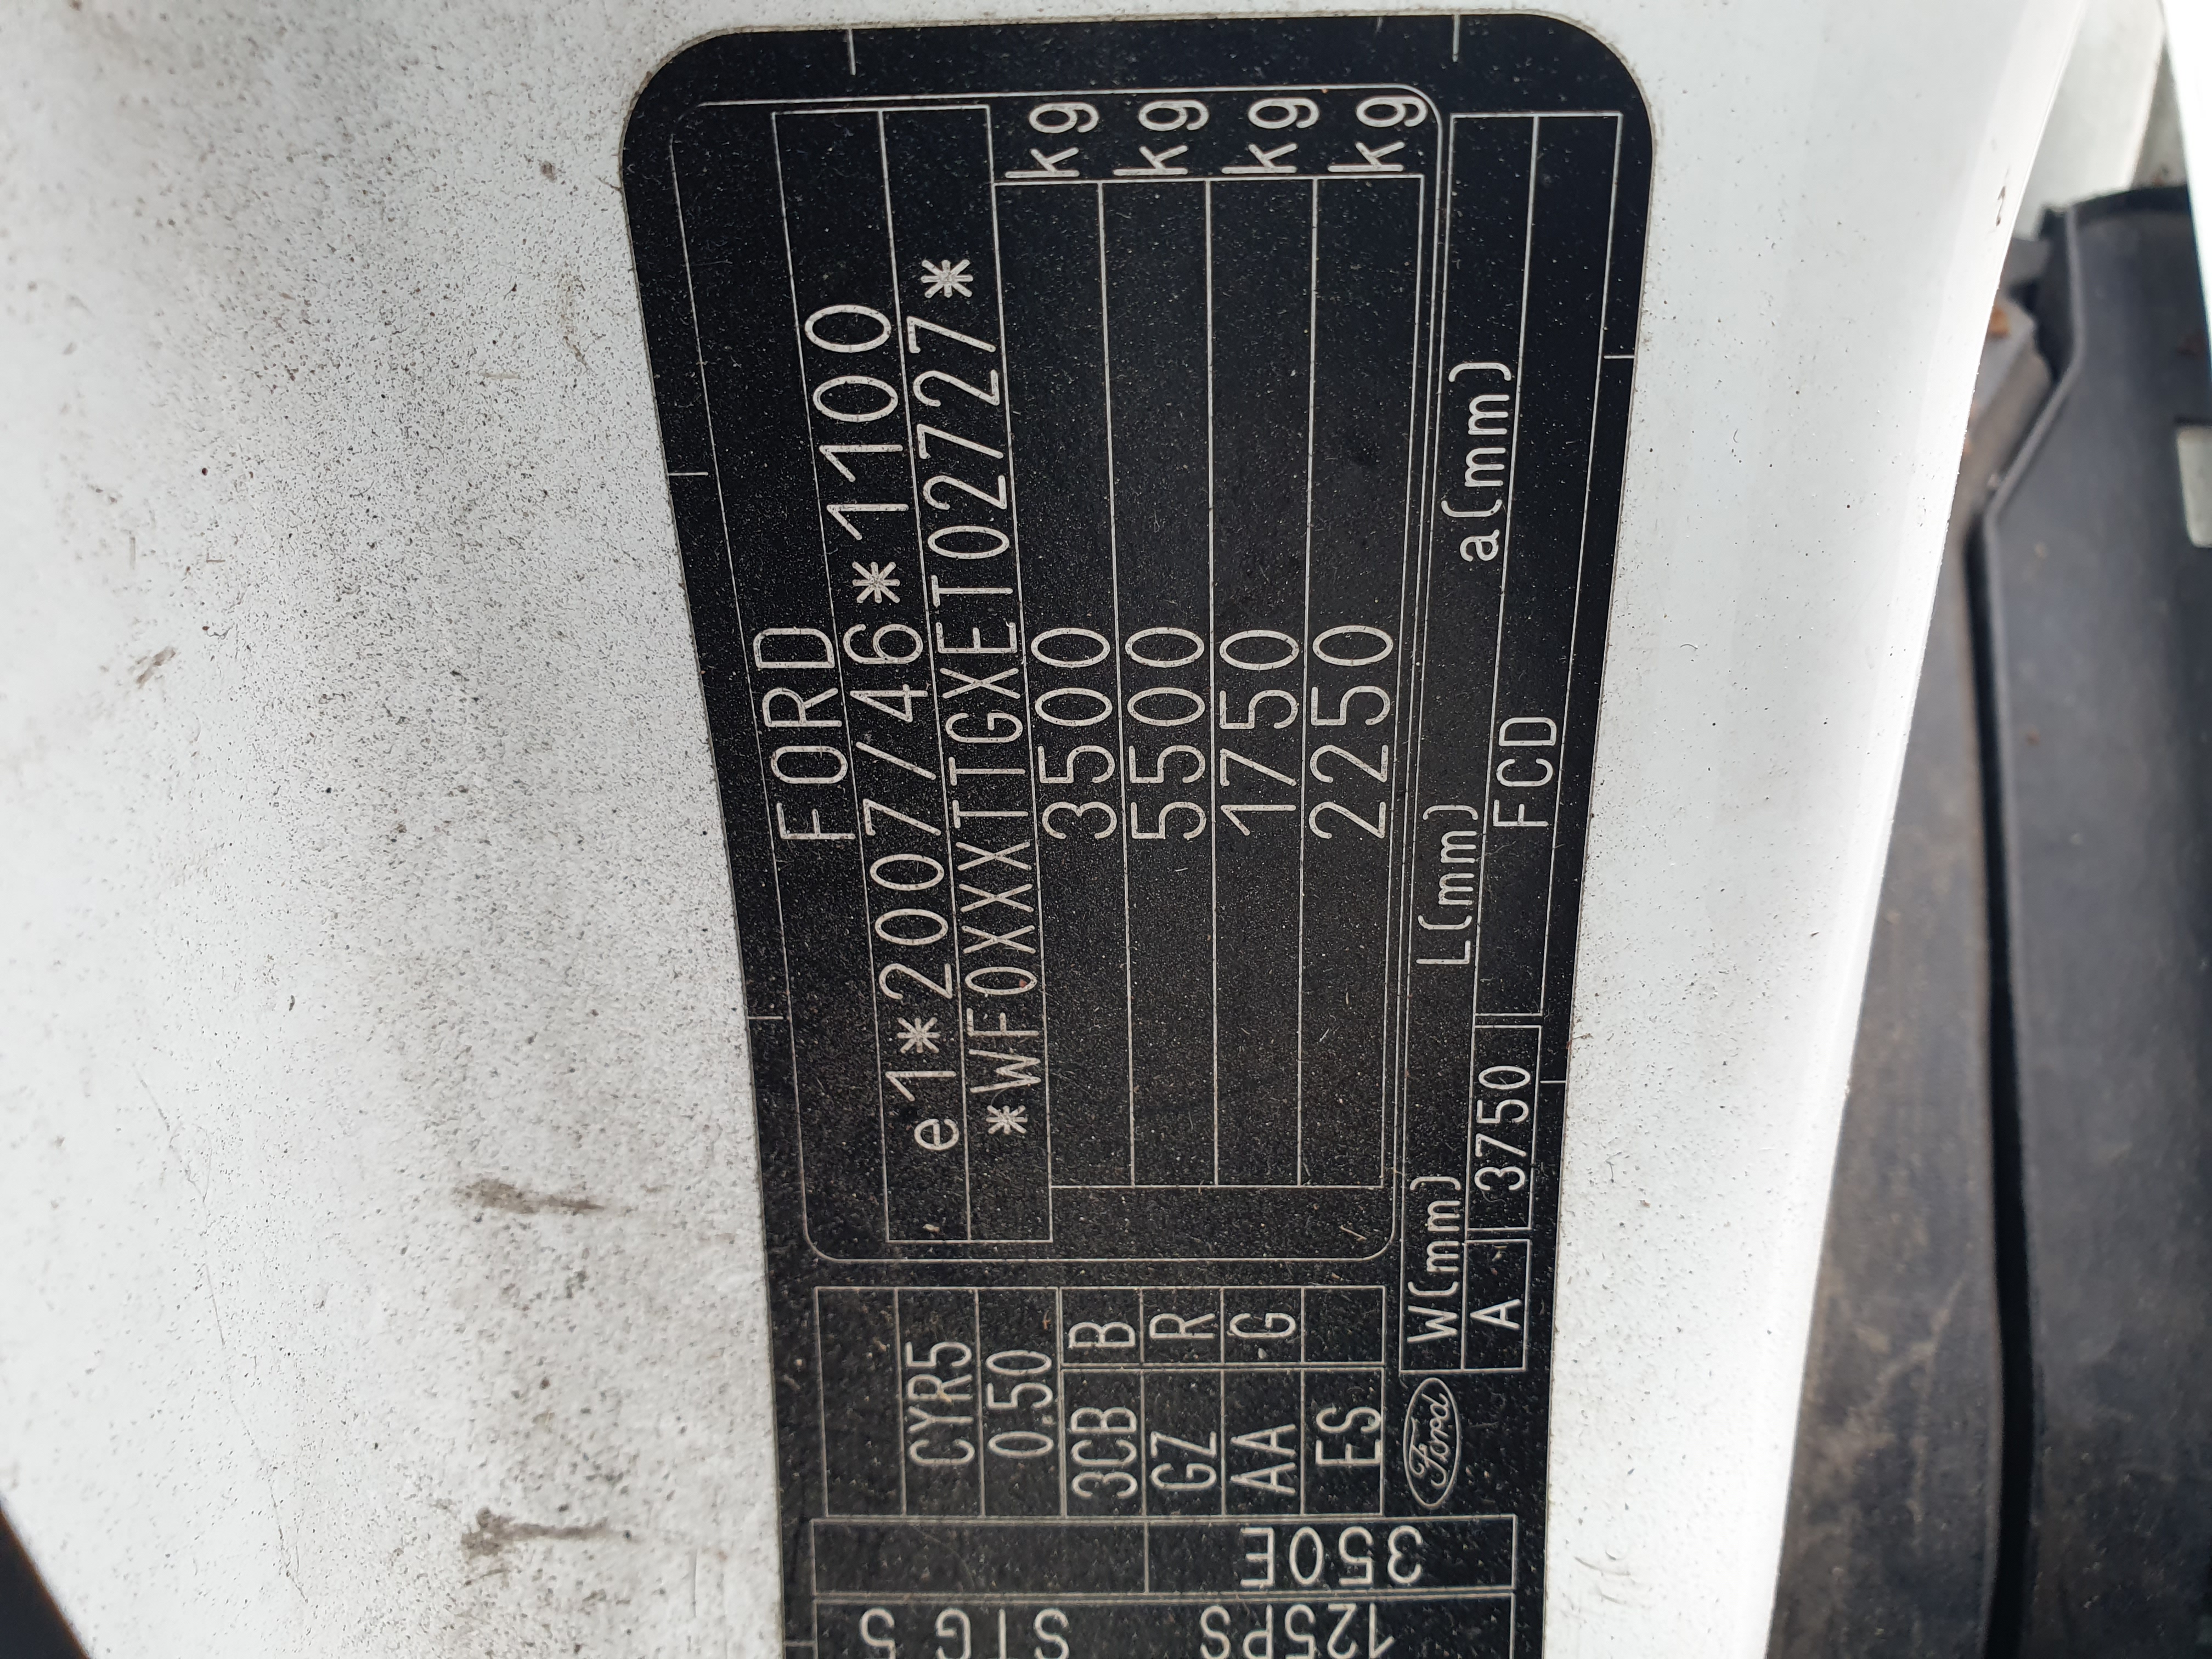 FORD
e1*2007/46*1100
*WF0XXXTTGXET02727*
3500 kg
5500 kg
1750 kg
2250 kg
CYR5
0.50
3CB B
GZ R
AA G
ES
Ford
W(mm) L(mm) a(mm)
A 3750 FCD
350E
125PS